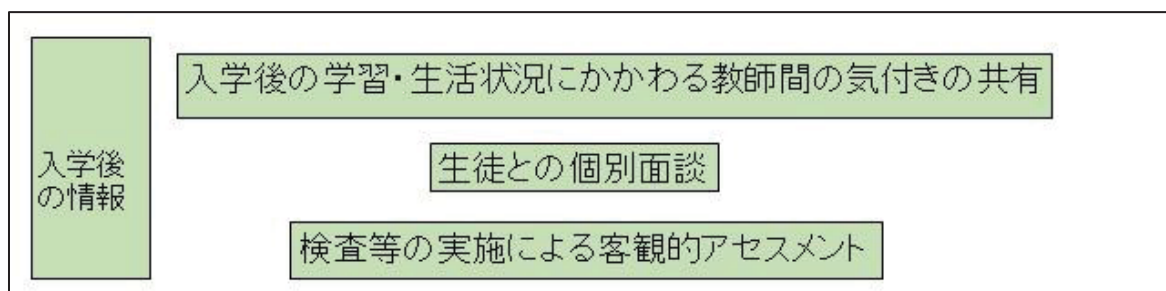 入学後
の情報
入学後の学習・生活状況にかかわる教師間の気付きの共有
生徒との個別面談
検査等の実施による客観的アセスメント